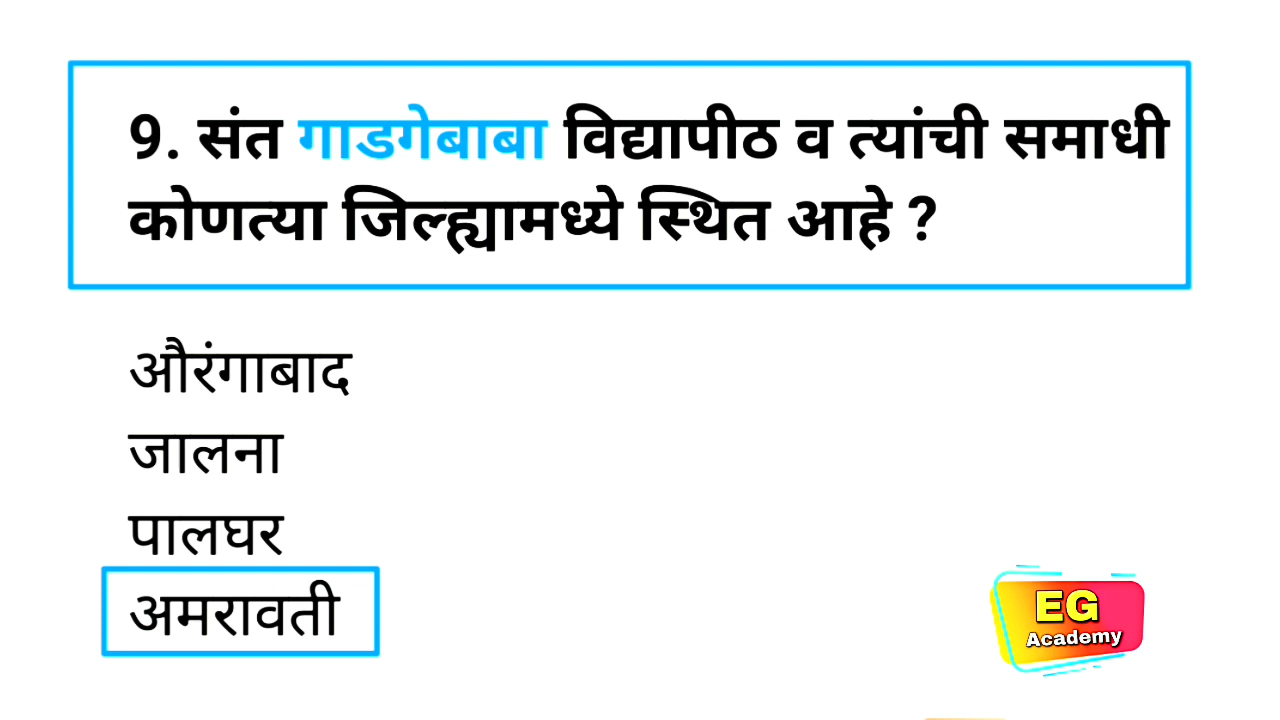 9. संत गाडगेबाबा विद्यापीठ व त्यांची समाधी
कोणत्या जिल्ह्यामध्ये स्थित आहे ?
औरंगाबाद
जालना
पालघर
अमरावती
EG
Academy